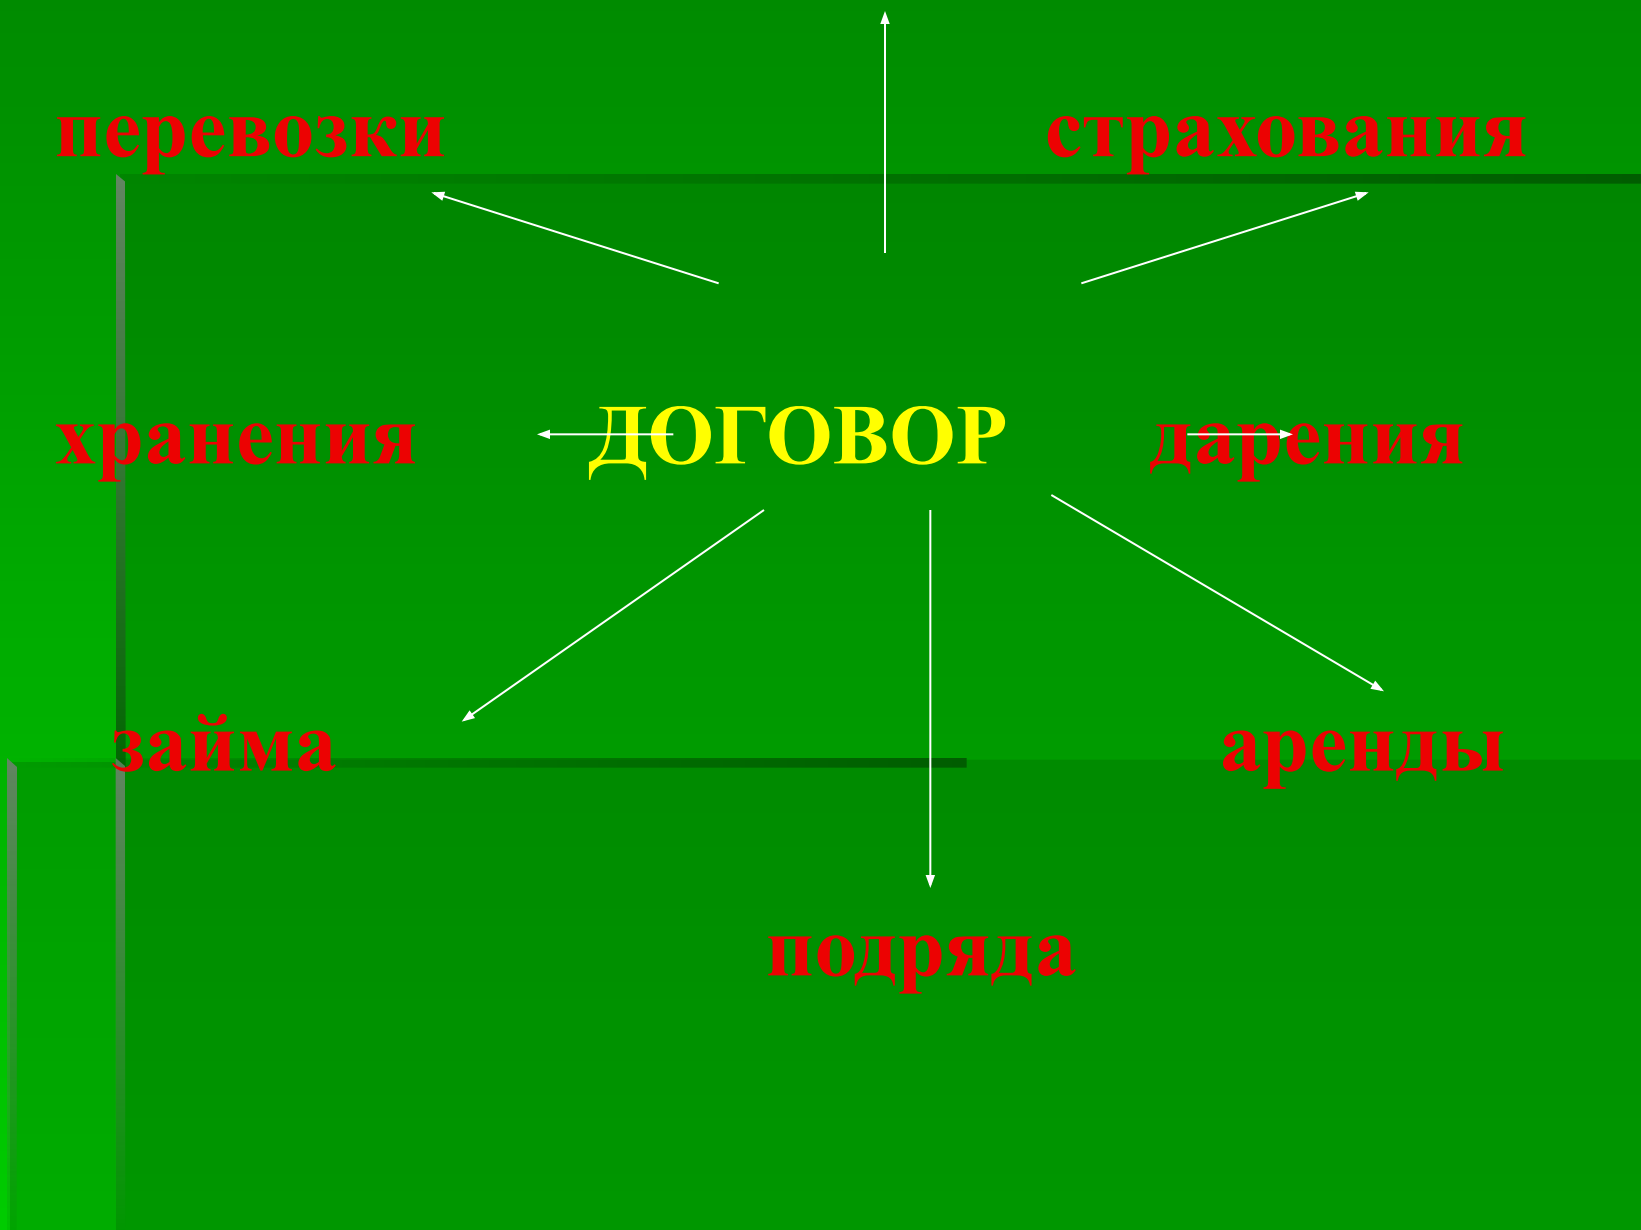 перевозки страхования
хранения ДОГОВОР дарения
займа аренды
подряда